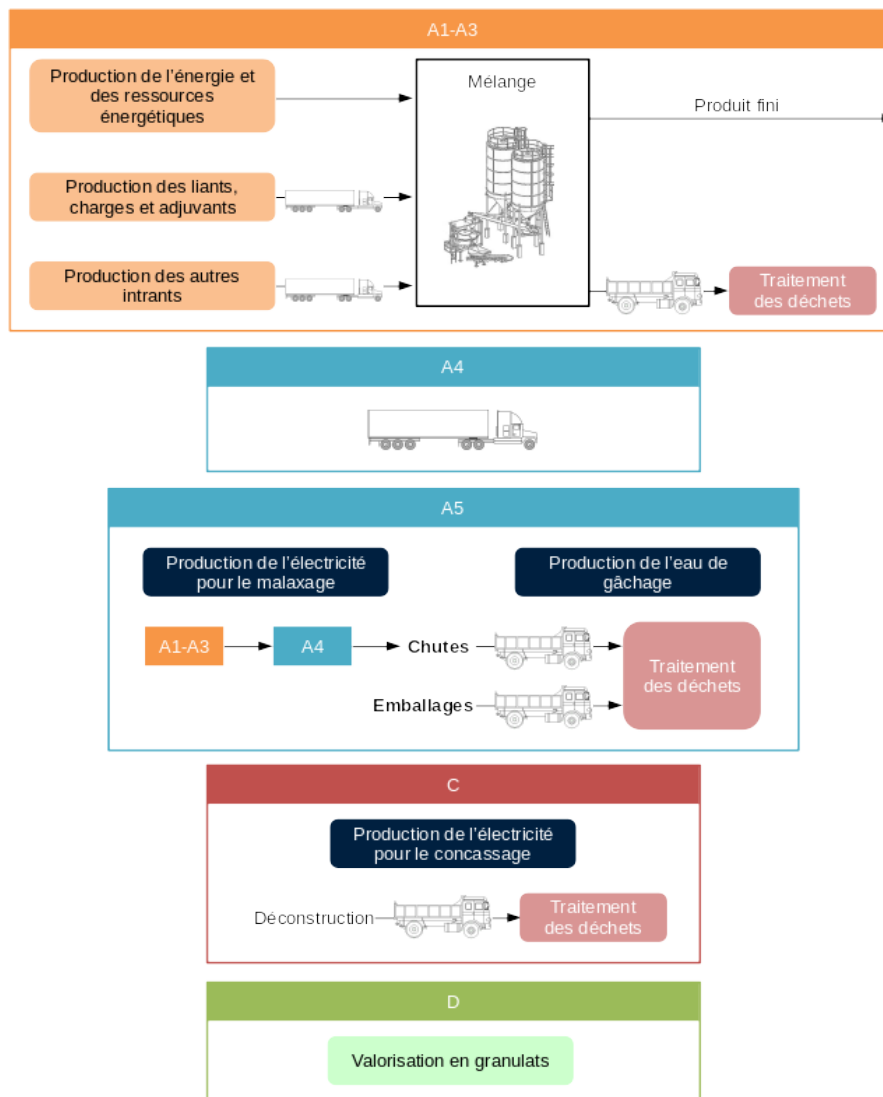 A1-A3
Production de l'énergie et
des ressources
énergétiques
Mélange
Produit fini
Production des liants,
charges et adjuvants
Production des autres
intrants
Traitement
des déchets
A4
A5
Production de l'électricité
pour le malaxage
Production de l'eau de
gâchage
A1-A3
A4
Chutes
Emballages
Traitement
des déchets
C
Production de l'électricité
pour le concassage
Déconstruction
Traitement
des déchets
D
Valorisation en granulats